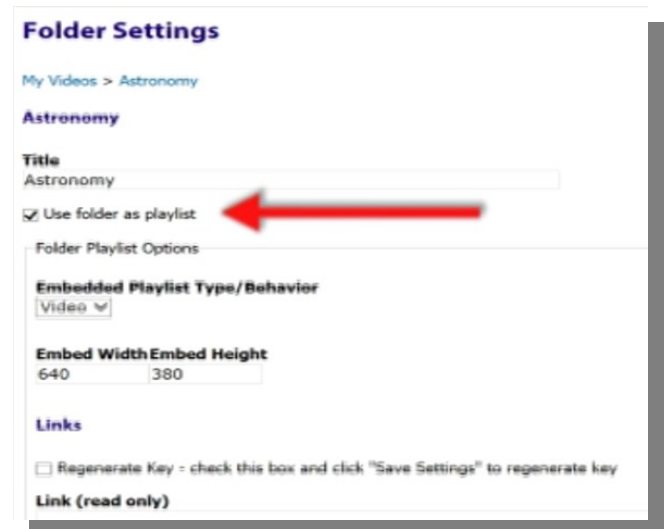 Folder Settings
My Videos > Astronomy
Astronomy
Title
Astronomy
Use folder as playlist
Folder Playlist Options
Embedded Playlist Type/Behavior
Video
Embed Width Embed Height
640 380
Links
Regenerate Key - check this box and click "Save Settings" to regenerate key
Link (read only)